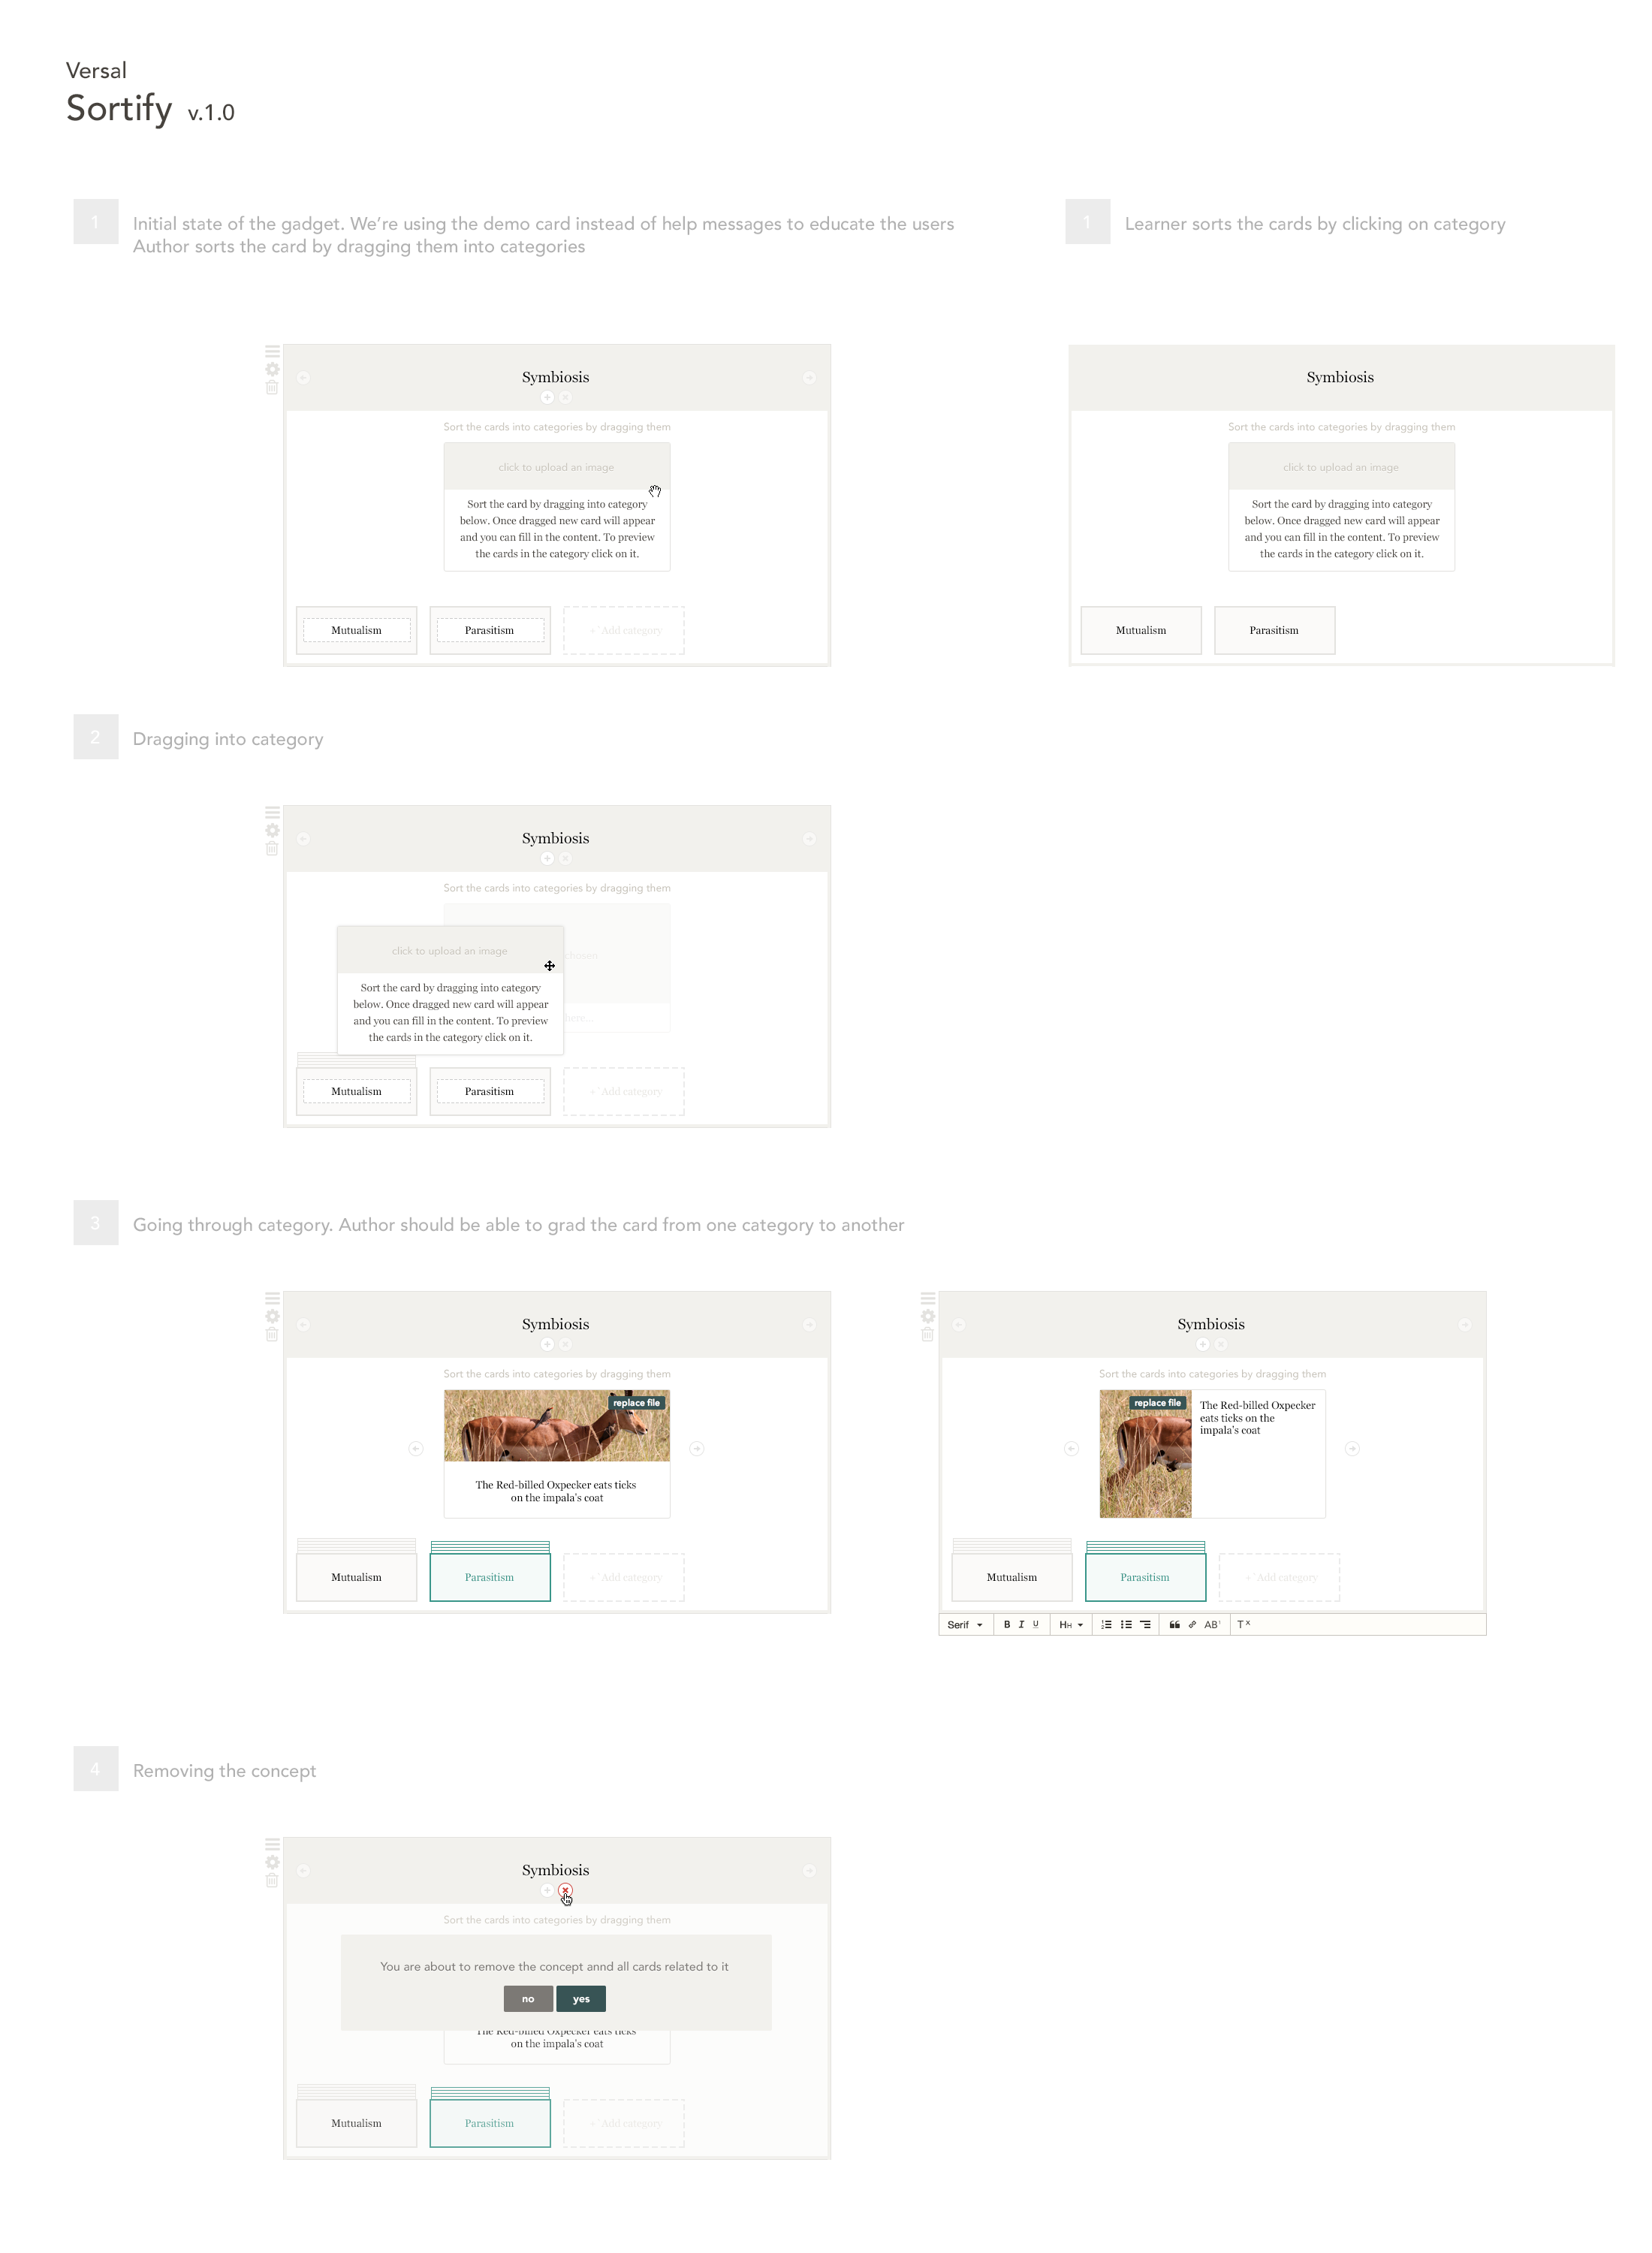 Versal
Sortify v.1.0
1
Initial state of the gadget. We’re using the demo card instead of help messages to educate the users
Author sorts the card by dragging them into categories
1
Learner sorts the cards by clicking on category
Symbiosis
Sort the cards into categories by dragging them
click to upload an image
Sort the card by dragging into category
below. Once dragged new card will appear
and you can fill in the content. To preview
the cards in the category click on it.
Mutualism
Parasitism
+ Add category
Symbiosis
Sort the cards into categories by dragging them
click to upload an image
Sort the card by dragging into category
below. Once dragged new card will appear
and you can fill in the content. To preview
the cards in the category click on it.
Mutualism
Parasitism
2
Dragging into category
Symbiosis
Sort the cards into categories by dragging them
chosen
click to upload an image
Sort the card by dragging into category
below. Once dragged new card will appear
and you can fill in the content. To preview
the cards in the category click on it.
Mutualism
Parasitism
+ Add category
3
Going through category. Author should be able to grad the card from one category to another
Symbiosis
Sort the cards into categories by dragging them
replace file
The Red-billed Oxpecker eats ticks
on the impala’s coat
Mutualism
Parasitism
+ Add category
Symbiosis
Sort the cards into categories by dragging them
replace file
The Red-billed Oxpecker
eats ticks on the
impala’s coat
Mutualism
Parasitism
+ Add category
Serif B I U HH AB¹ Tx
4
Removing the concept
Symbiosis
Sort the cards into categories by dragging them
You are about to remove the concept annd all cards related to it
no
yes
The Red-billed Oxpecker eats ticks
on the impala’s coat
Mutualism
Parasitism
+ Add category